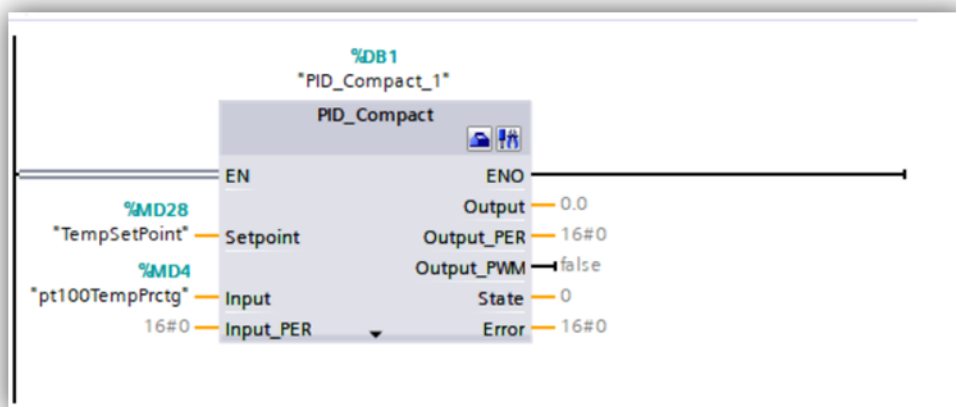 %DB1
"PID_Compact_1"
PID_Compact
EN
ENO
Output
0.0
%MD28
"TempSetPoint"
Setpoint
Output_PER
16#0
Output_PWM
false
%MD4
"pt100TempPrctg"
Input
State
0
16#0
Input_PER
Error
16#0